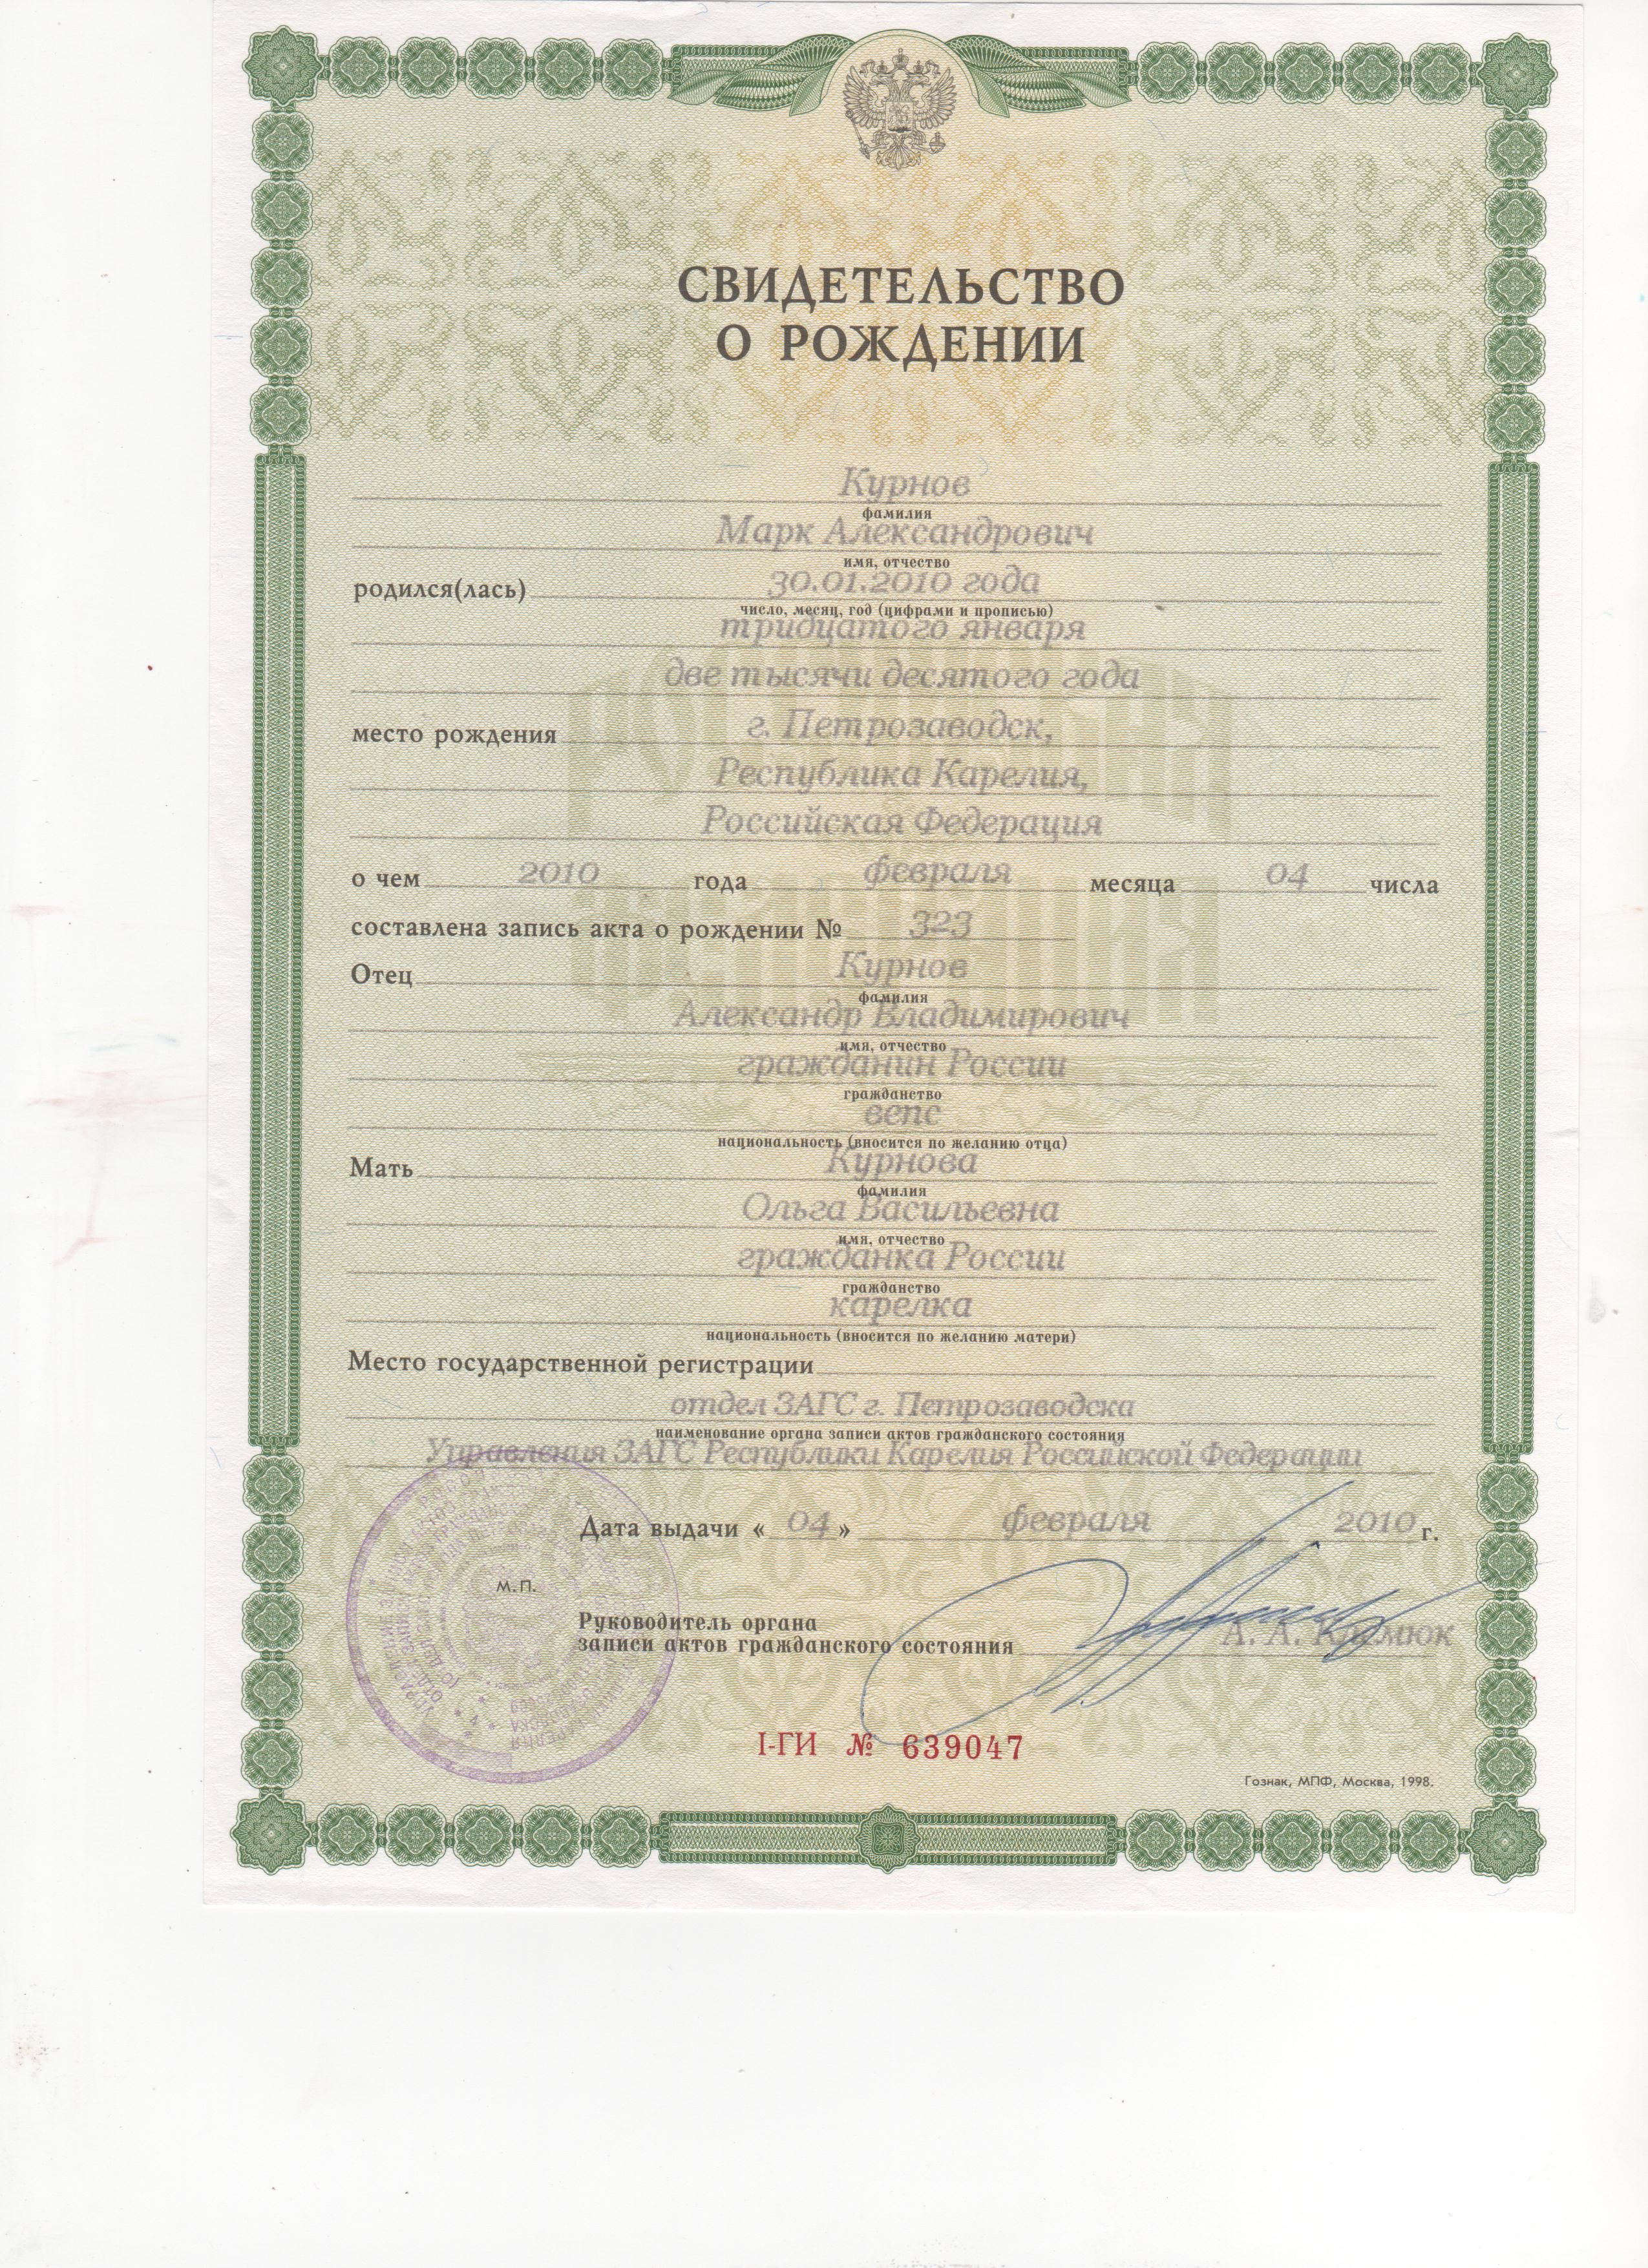 СВИДЕТЕЛЬСТВО
О РОЖДЕНИИ
Курнов
фамилия
Марк Александрович
имя, отчество
родился(лась) 30.01.2010 года
число, месяц, год (цифрами и прописью)
тридцатого января
две тысячи десятого года
место рождения г. Петрозаводск,
Республика Карелия,
Российская Федерация
о чем 2010 года февраля месяца 04 числа
составлена запись акта о рождении № 323
Отец Курнов
фамилия
Александр Владимирович
имя, отчество
гражданин России
гражданство
вепс
национальность (вносится по желанию отца)
Мать Курнова
фамилия
Ольга Васильевна
имя, отчество
гражданка России
гражданство
карелка
национальность (вносится по желанию матери)
Место государственной регистрации
отдел ЗАГС г. Петрозаводска
наименование органа записи актов гражданского состояния
Управления ЗАГС Республики Карелия Российской Федерации
Дата выдачи « 04 » февраля 2010 г.
М.П.
Руководитель органа
записи актов гражданского состояния А. А. Климюк
I-ГИ № 639047
Гознак, МПФ, Москва, 1998.